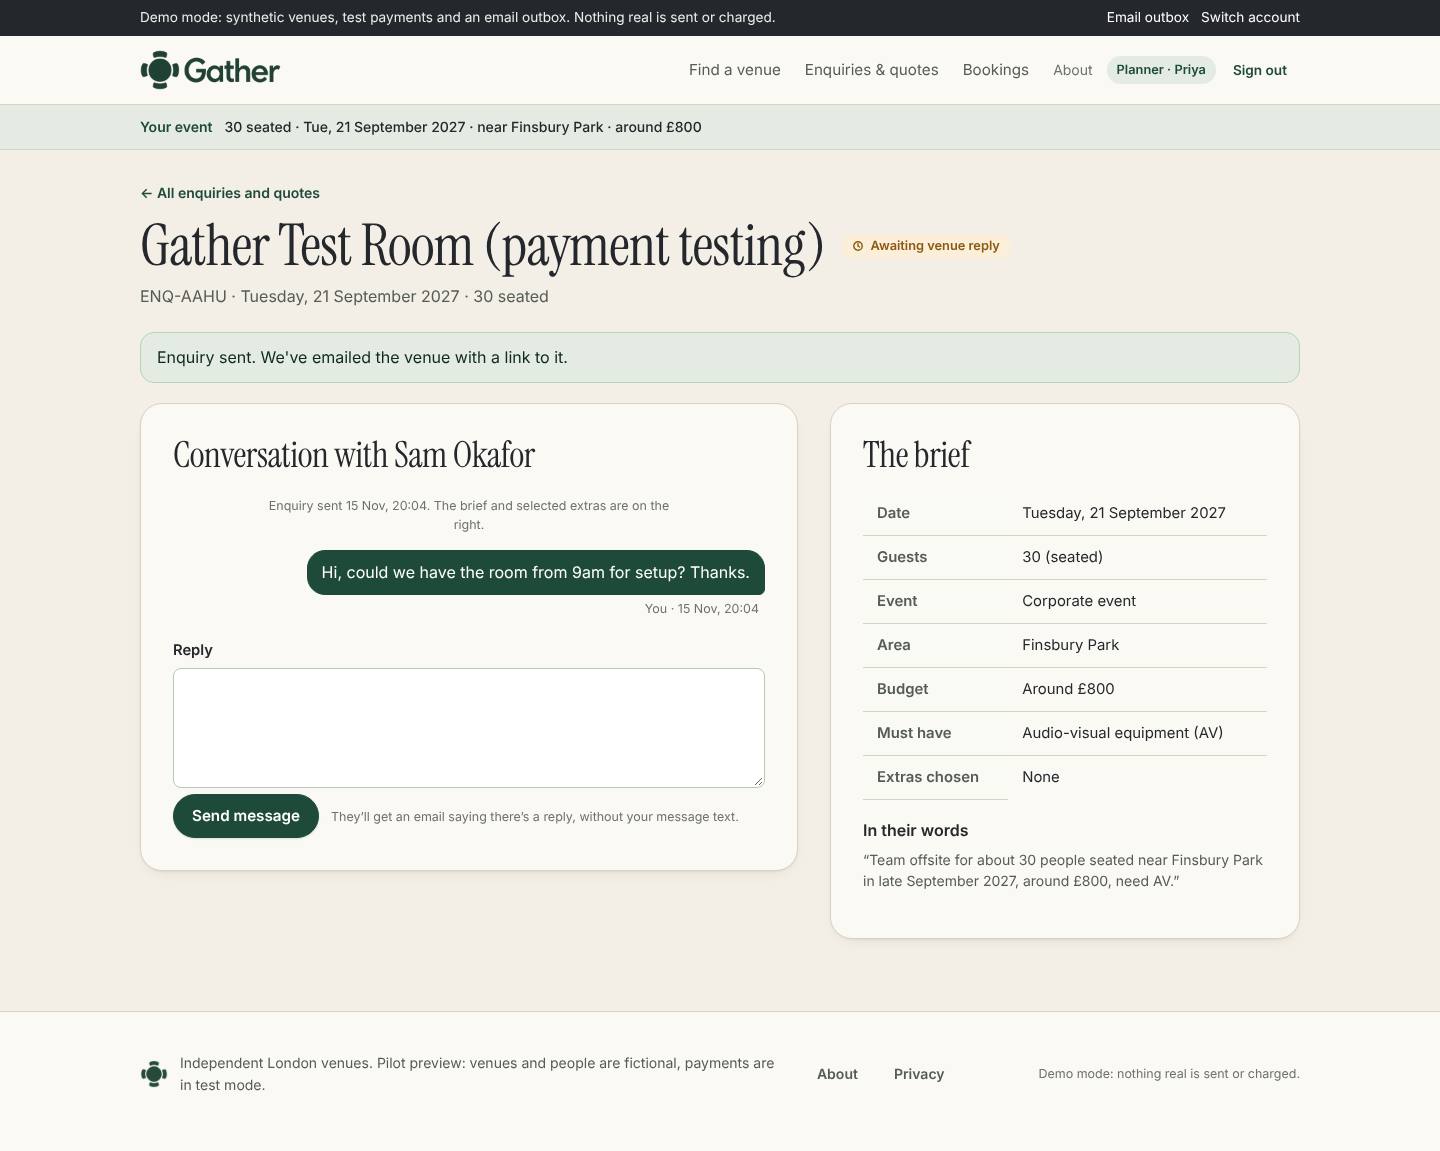 Demo mode: synthetic venues, test payments and an email outbox. Nothing real is sent or charged.
Email outbox Switch account
Gather
Find a venue Enquiries & quotes Bookings About Planner · Priya Sign out
Your event 30 seated · Tue, 21 September 2027 · near Finsbury Park · around £800
← All enquiries and quotes
Gather Test Room (payment testing)
Awaiting venue reply
ENQ-AAHU · Tuesday, 21 September 2027 · 30 seated
Enquiry sent. We've emailed the venue with a link to it.
Conversation with Sam Okafor
Enquiry sent 15 Nov, 20:04. The brief and selected extras are on the
right.
Hi, could we have the room from 9am for setup? Thanks.
You · 15 Nov, 20:04
Reply
Send message
They’ll get an email saying there’s a reply, without your message text.
The brief
Date Tuesday, 21 September 2027
Guests 30 (seated)
Event Corporate event
Area Finsbury Park
Budget Around £800
Must have Audio-visual equipment (AV)
Extras chosen None
In their words
“Team offsite for about 30 people seated near Finsbury Park
in late September 2027, around £800, need AV.”
Independent London venues. Pilot preview: venues and people are fictional, payments are
in test mode.
About Privacy
Demo mode: nothing real is sent or charged.